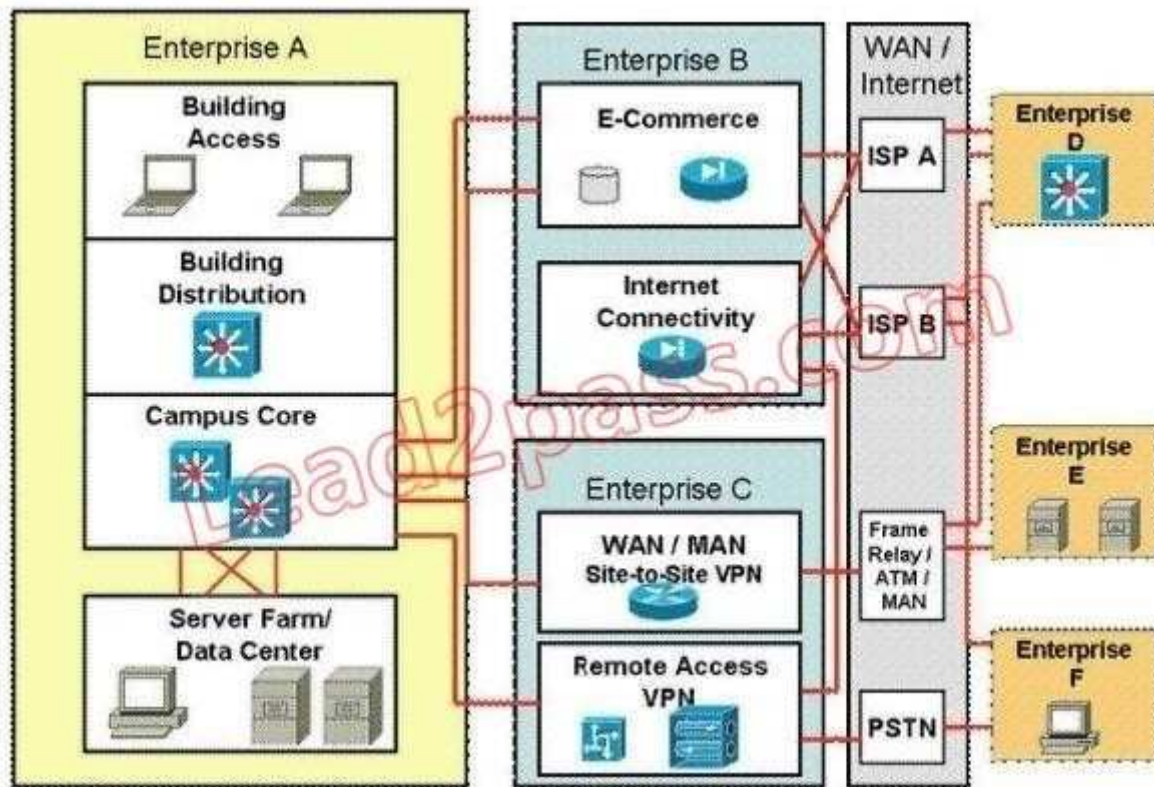 Enterprise A
Building
Access
Building
Distribution
Campus Core
Server Farm/
Data Center
Enterprise B
E-Commerce
Internet
Connectivity
Enterprise C
WAN / MAN
Site-to-Site VPN
Remote Access
VPN
WAN /
Internet
ISP A
ISP B
Frame
Relay /
ATM /
MAN
PSTN
Enterprise
D
Enterprise
E
Enterprise
F
Lead2pass.com